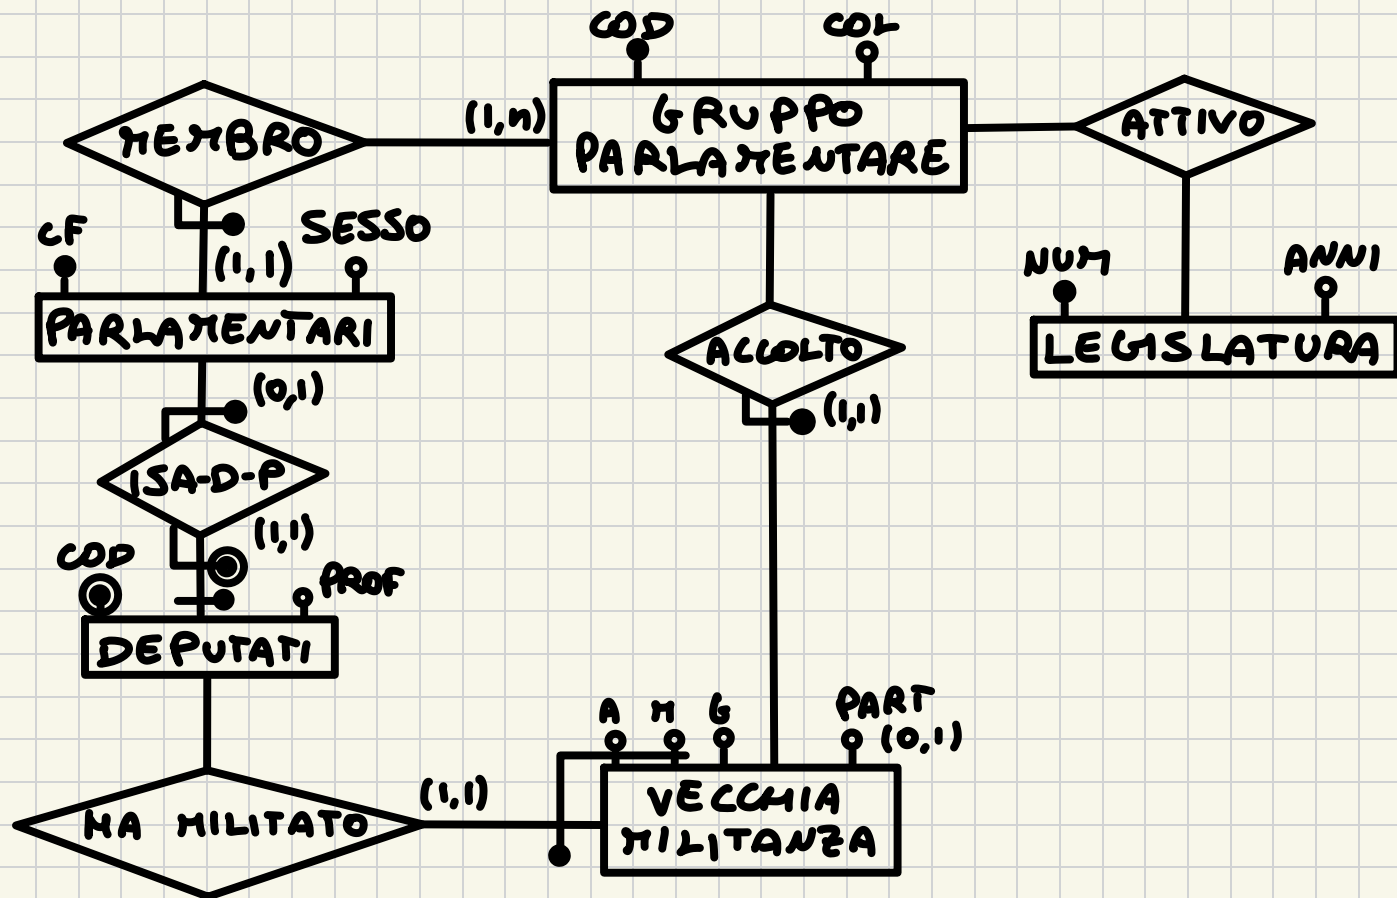 COD
COL
MEMBRO
(1,n)
GRUPPO
PARLAMENTARE
ATTIVO
CF
(1,1)
SESSO
PARLAMENTARI
NUM
ANNI
LEGISLATURA
(0,1)
ACCOLTO
(1,1)
ISA-D-P
(1,1)
COD
PROF
DEPUTATI
A M G
PART
(0,1)
HA MILITATO
(1,1)
VECCHIA
MILITANZA